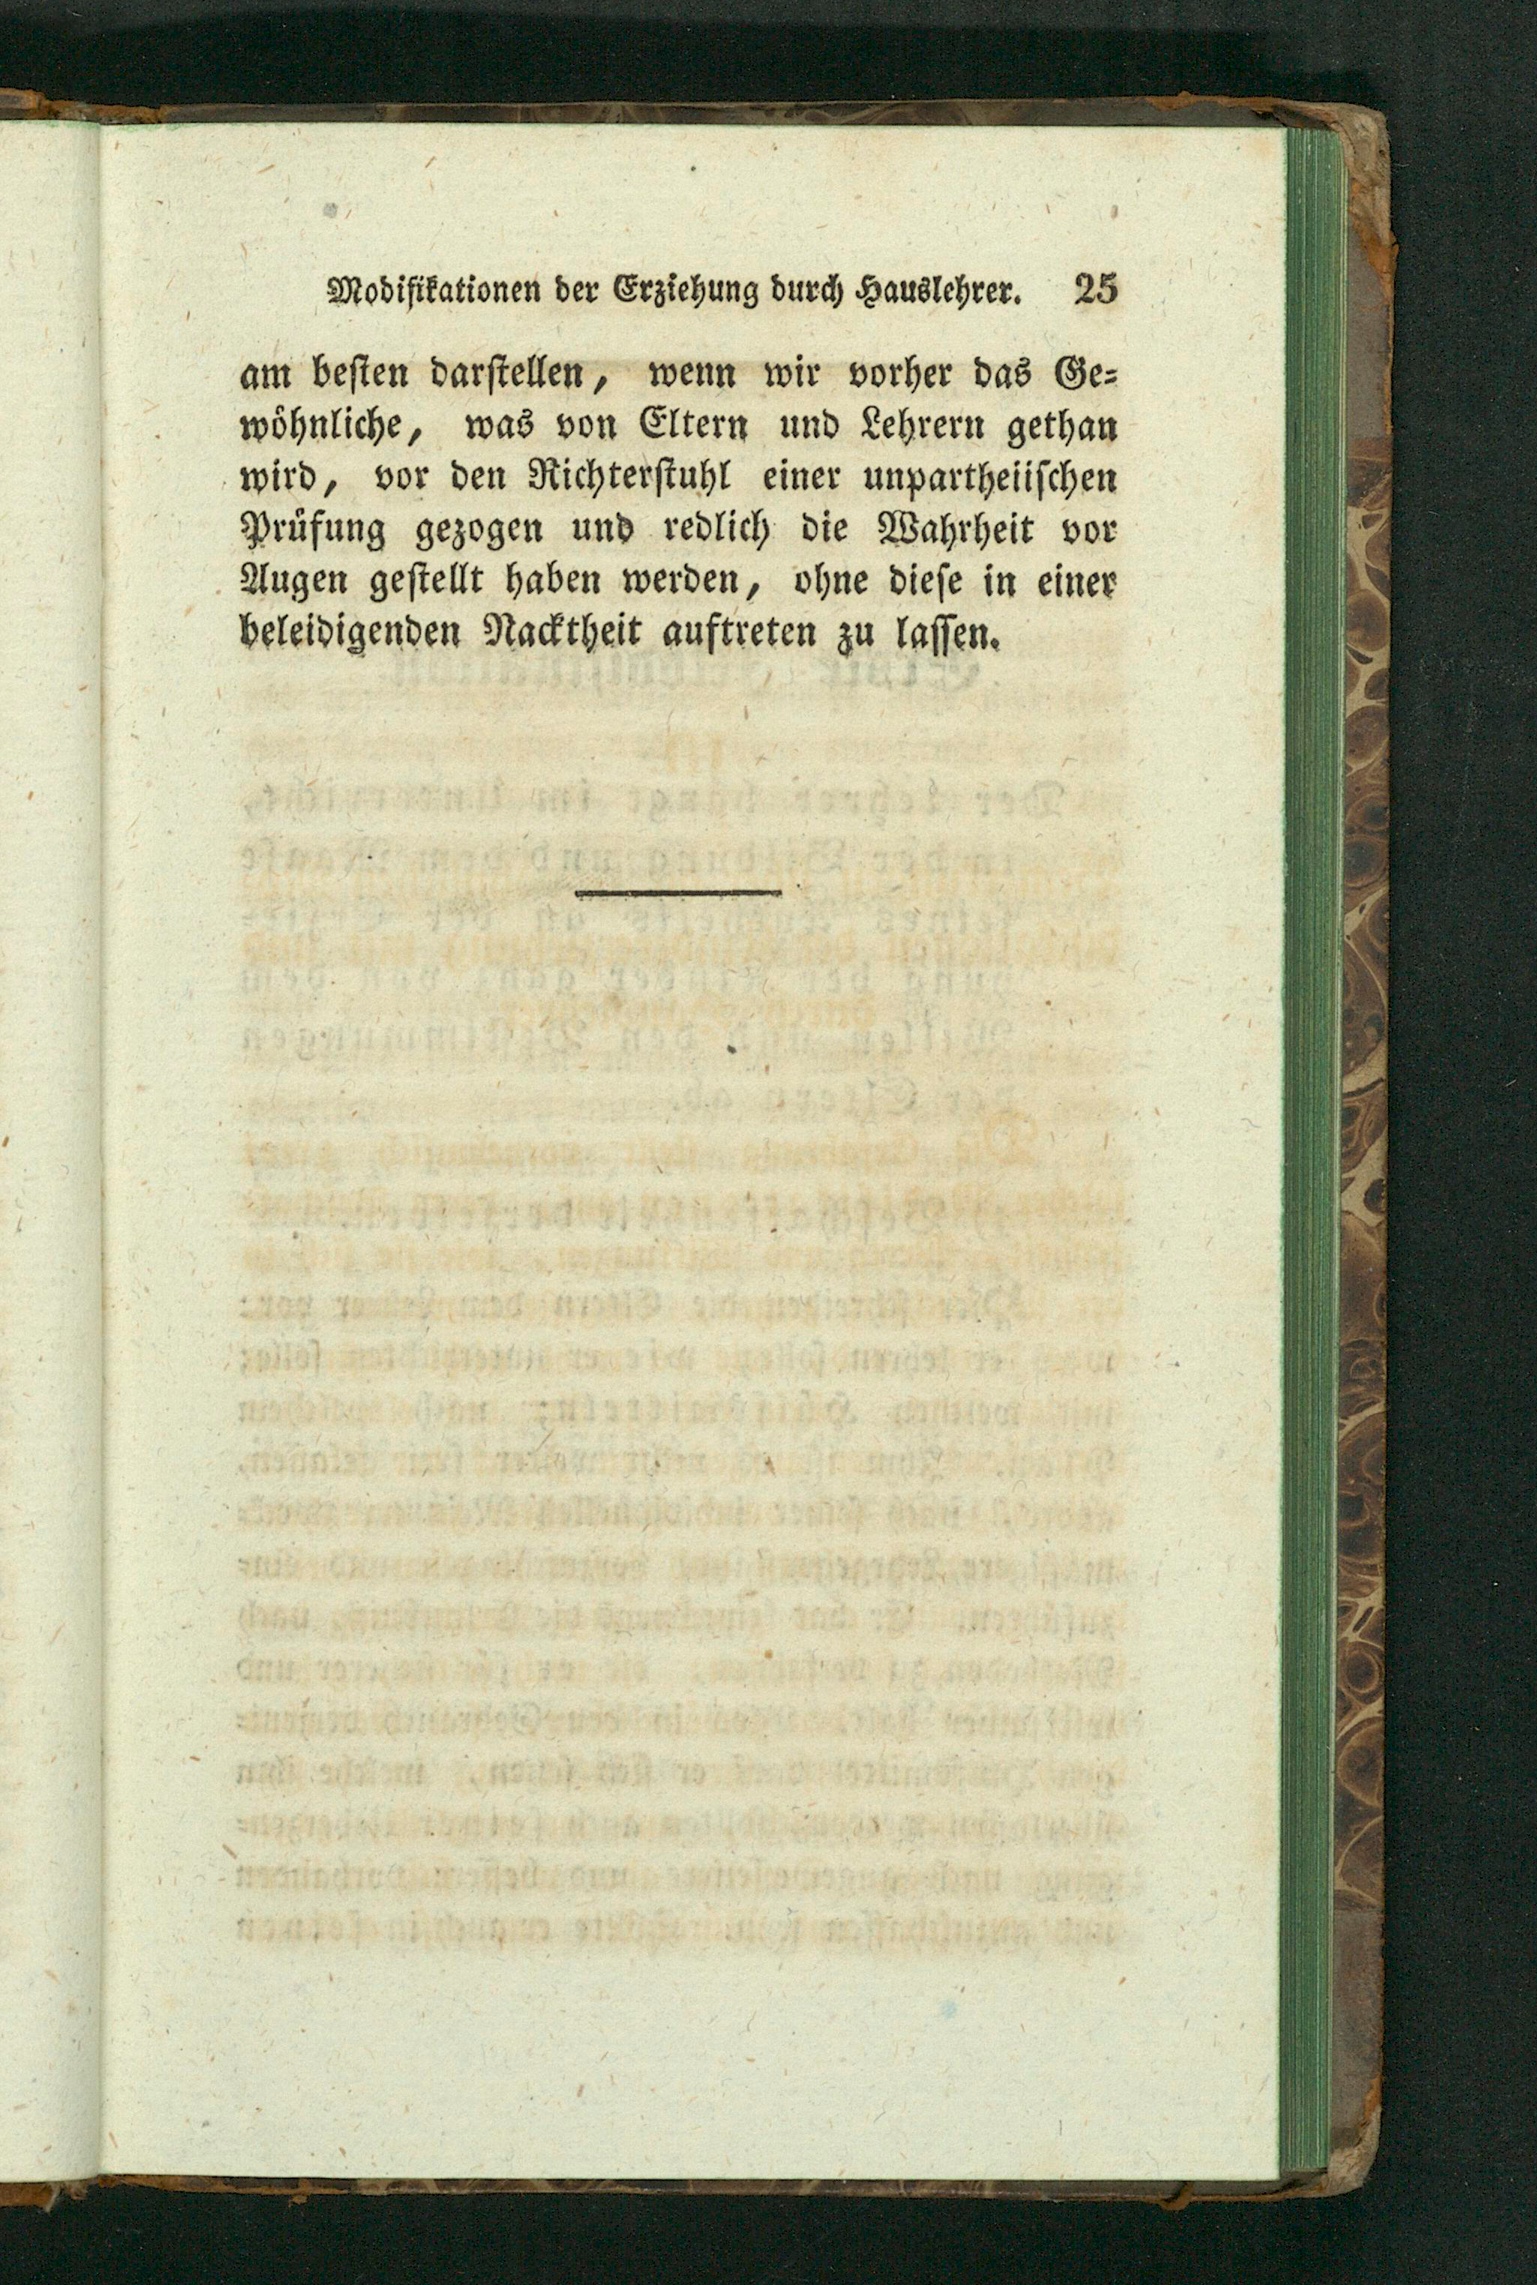 Modifikationen der Erziehung durch Hauslehrer. 25
am beſten darſtellen, wenn wir vorher das Ge-
wöhnliche, was von Eltern und Lehrern gethan
wird, vor den Richterſtuhl einer unpartheiiſchen
Prüfung gezogen und redlich die Wahrheit vor
Augen geſtellt haben werden, ohne dieſe in einer
beleidigenden Nacktheit auftreten zu laſſen.